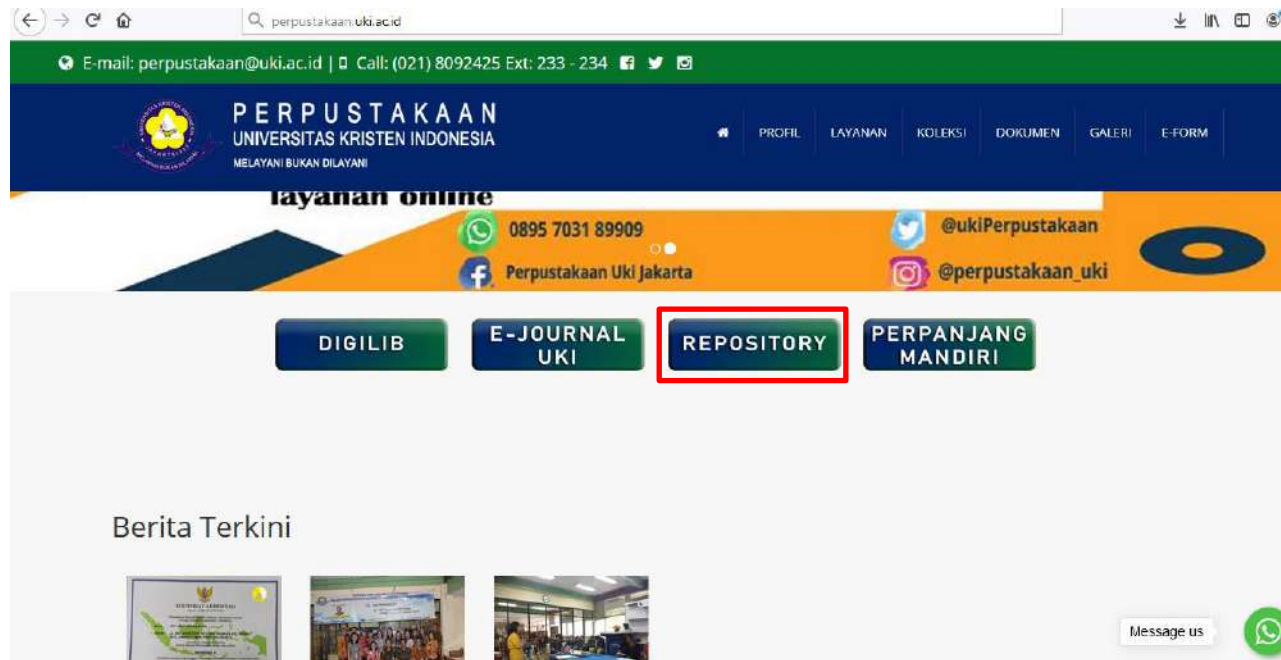 perpustakaan.uki.ac.id
E-mail: perpustakaan@uki.ac.id | Call: (021) 8092425 Ext: 233 - 234
PERPUSTAKAAN
UNIVERSITAS KRISTEN INDONESIA
MELAYANI BUKAN DILAYANI
PROFIL LAYANAN KOLEKSI DOKUMEN GALERI E-FORM
layanan online
0895 7031 89909 @ukiPerpustakaan
Perpustakaan Uki Jakarta @perpustakaan_uki
DIGILIB
E-JOURNAL
UKI
REPOSITORY
PERPANJANG
MANDIRI
Berita Terkini
Message us